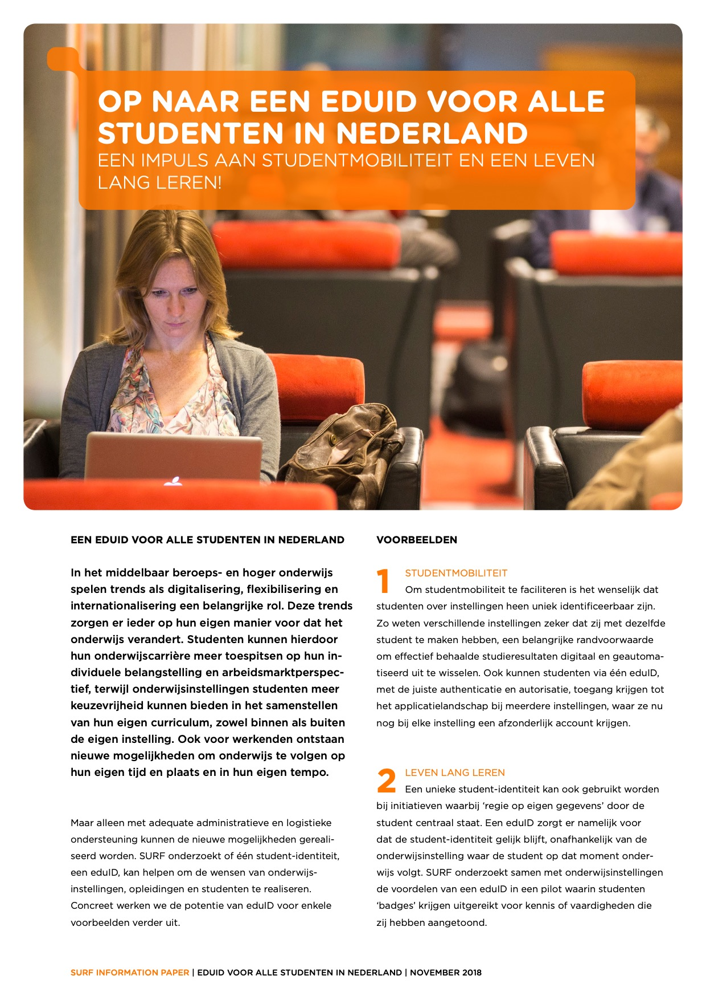 OP NAAR EEN EDUID VOOR ALLE
STUDENTEN IN NEDERLAND
EEN IMPULS AAN STUDENTMOBILITEIT EN EEN LEVEN
LANG LEREN!
EEN EDUID VOOR ALLE STUDENTEN IN NEDERLAND
In het middelbaar beroeps- en hoger onderwijs
spelen trends als digitalisering, flexibilisering en
internationalisering een belangrijke rol. Deze trends
zorgen er ieder op hun eigen manier voor dat het
onderwijs verandert. Studenten kunnen hierdoor
hun onderwijscarrière meer toespitsen op hun in-
dividuele belangstelling en arbeidsmarktperspec-
tief, terwijl onderwijsinstellingen studenten meer
keuzevrijheid kunnen bieden in het samenstellen
van hun eigen curriculum, zowel binnen als buiten
de eigen instelling. Ook voor werkenden ontstaan
nieuwe mogelijkheden om onderwijs te volgen op
hun eigen tijd en plaats en in hun eigen tempo.
Maar alleen met adequate administratieve en logistieke
ondersteuning kunnen de nieuwe mogelijkheden gereali-
seerd worden. SURF onderzoekt of één student-identiteit,
een eduID, kan helpen om de wensen van onderwijs-
instellingen, opleidingen en studenten te realiseren.
Concreet werken we de potentie van eduID voor enkele
voorbeelden verder uit.
VOORBEELDEN
1 STUDENTMOBILITEIT
Om studentmobiliteit te faciliteren is het wenselijk dat
studenten over instellingen heen uniek identificeerbaar zijn.
Zo weten verschillende instellingen zeker dat zij met dezelfde
student te maken hebben, een belangrijke randvoorwaarde
om effectief behaalde studieresultaten digitaal en geautoma-
tiseerd uit te wisselen. Ook kunnen studenten via één eduID,
met de juiste authenticatie en autorisatie, toegang krijgen tot
het applicatielandschap bij meerdere instellingen, waar ze nu
nog bij elke instelling een afzonderlijk account krijgen.
2 LEVEN LANG LEREN
Een unieke student-identiteit kan ook gebruikt worden
bij initiatieven waarbij ‘regie op eigen gegevens’ door de
student centraal staat. Een eduID zorgt er namelijk voor
dat de student-identiteit gelijk blijft, onafhankelijk van de
onderwijsinstelling waar de student op dat moment onder-
wijs volgt. SURF onderzoekt samen met onderwijsinstellingen
de voordelen van een eduID in een pilot waarin studenten
‘badges’ krijgen uitgereikt voor kennis of vaardigheden die
zij hebben aangetoond.
SURF INFORMATION PAPER | EDUID VOOR ALLE STUDENTEN IN NEDERLAND | NOVEMBER 2018